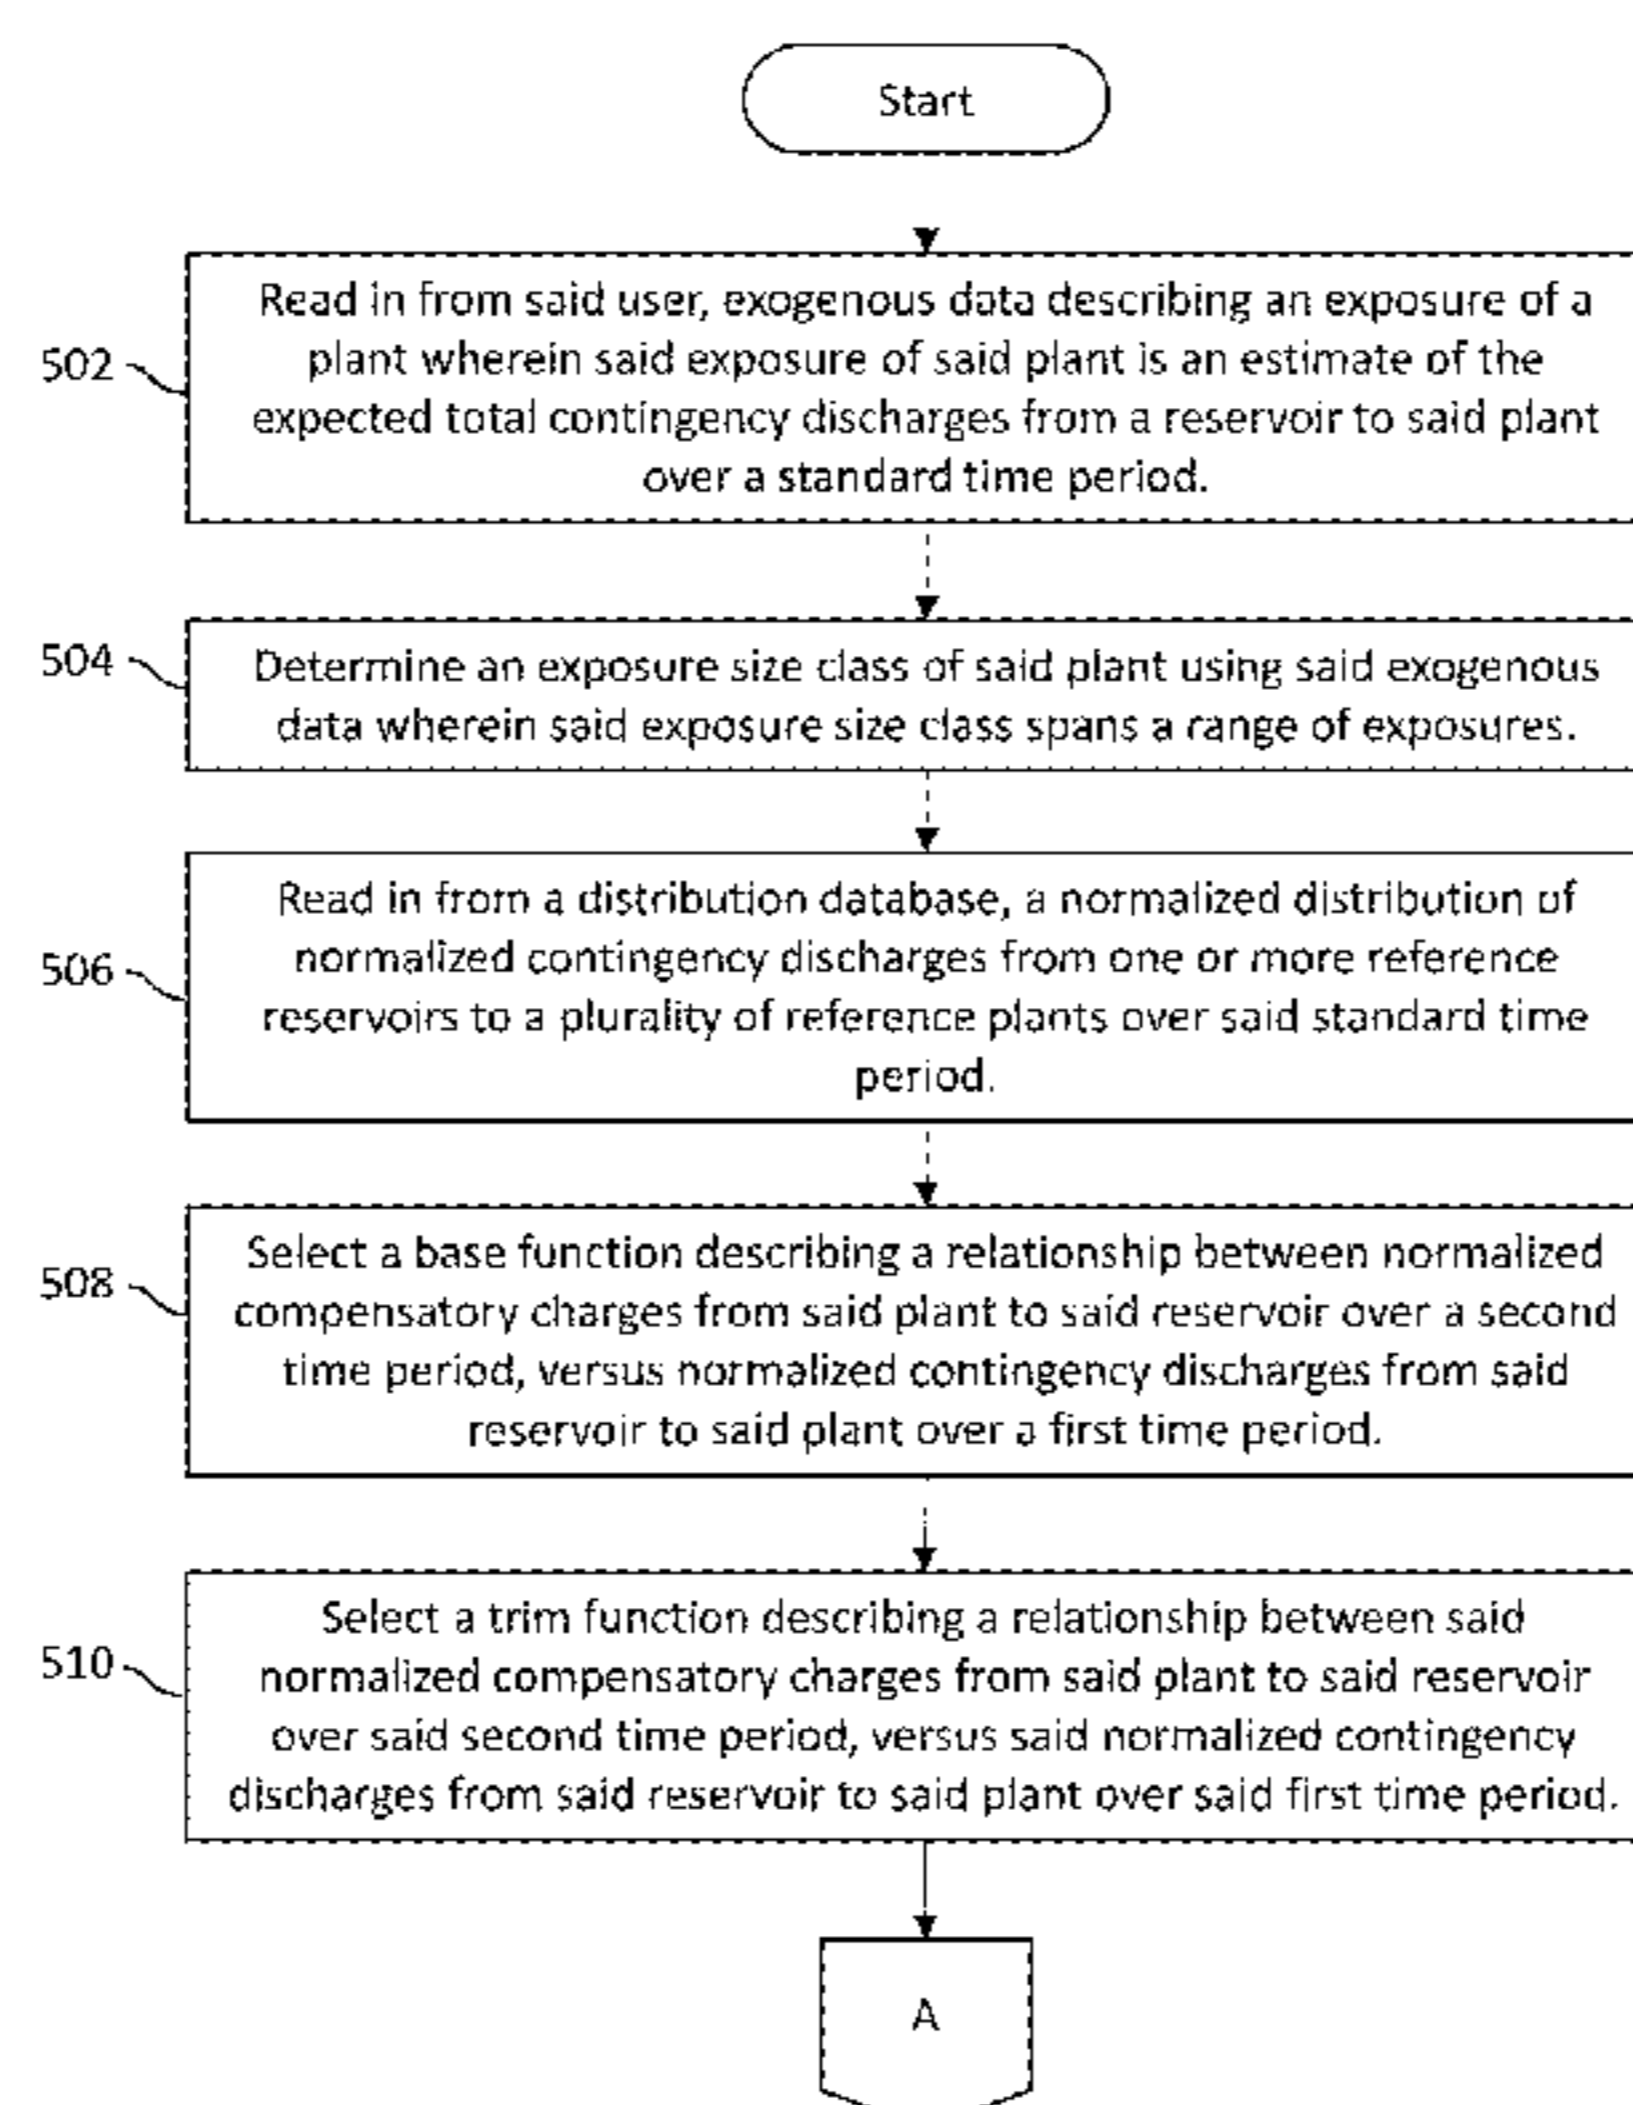 Start
502
Read in from said user, exogenous data describing an exposure of a
plant wherein said exposure of said plant is an estimate of the
expected total contingency discharges from a reservoir to said plant
over a standard time period.
504
Determine an exposure size class of said plant using said exogenous
data wherein said exposure size class spans a range of exposures.
506
Read in from a distribution database, a normalized distribution of
normalized contingency discharges from one or more reference
reservoirs to a plurality of reference plants over said standard time
period.
508
Select a base function describing a relationship between normalized
compensatory charges from said plant to said reservoir over a second
time period, versus normalized contingency discharges from said
reservoir to said plant over a first time period.
510
Select a trim function describing a relationship between said
normalized compensatory charges from said plant to said reservoir
over said second time period, versus said normalized contingency
discharges from said reservoir to said plant over said first time period.
A